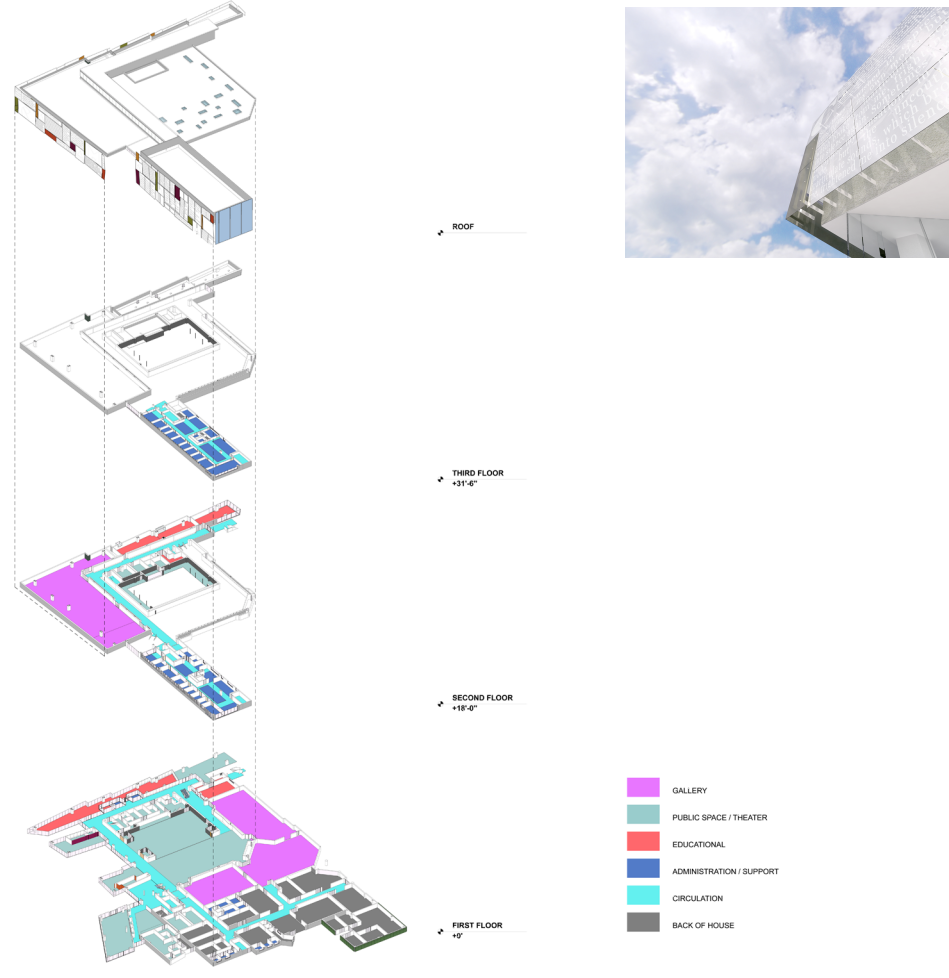 ROOF
THIRD FLOOR
+31'-6"
SECOND FLOOR
+18'-0"
FIRST FLOOR
+0'
GALLERY
PUBLIC SPACE / THEATER
EDUCATIONAL
ADMINISTRATION / SUPPORT
CIRCULATION
BACK OF HOUSE